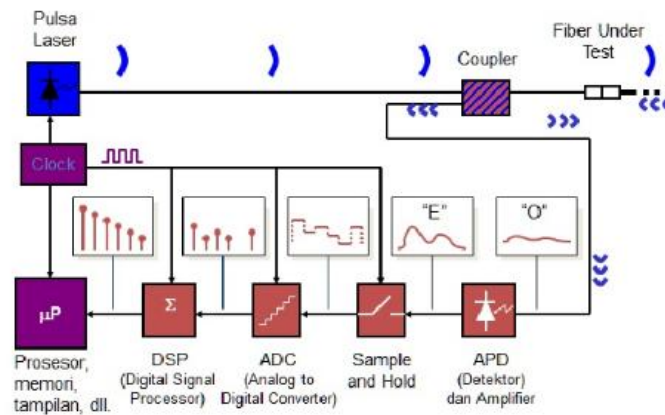 Pulsa
Laser
Coupler
Fiber Under
Test
Clock
"E"
"O"
μP
Σ
Prosesor,
memori,
tampilan, dll.
DSP
(Digital Signal
Processor)
ADC
(Analog to
Digital Converter)
Sample
and Hold
APD
(Detektor)
dan Amplifier